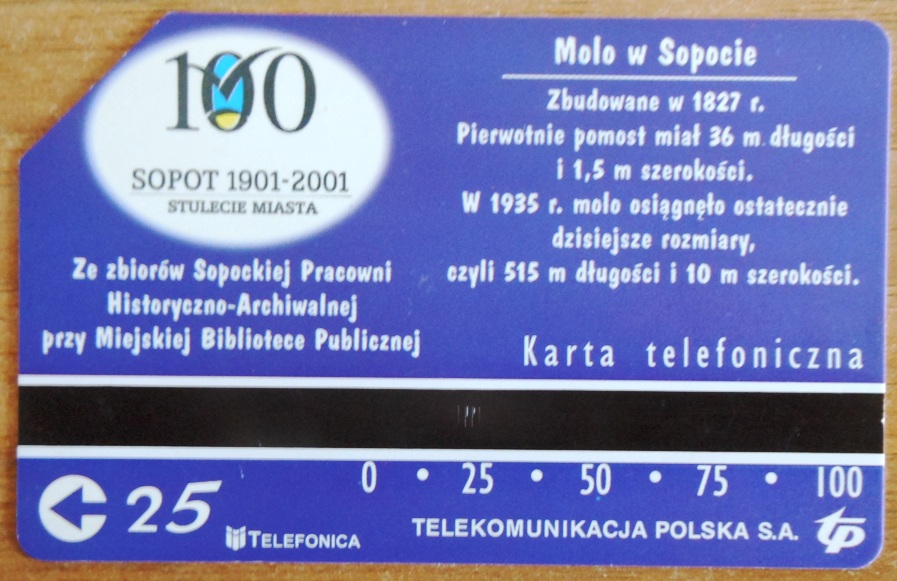 100
SOPOT 1901-2001
STULECIE MIASTA
Ze zbiorów Sopockiej Pracowni
Historyczno-Archiwalnej
przy Miejskiej Bibliotece Publicznej
Molo w Sopocie
Zbudowane w 1827 r.
Pierwotnie pomost miał 36 m długości
i 1,5 m szerokości.
W 1935 r. molo osiągnęło ostatecznie
dzisiejsze rozmiary,
czyli 515 m długości i 10 m szerokości.
Karta telefoniczna
0 • 25 • 50 • 75 • 100
25
TELEFONICA
TELEKOMUNIKACJA POLSKA S.A.
tp